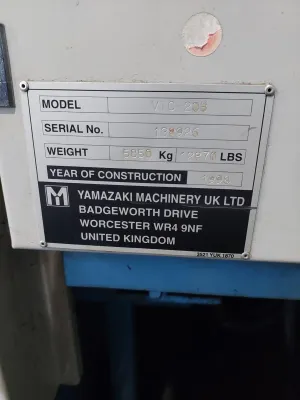 MODEL
SERIAL No.
WEIGHT Kg LBS
YEAR OF CONSTRUCTION
YAMAZAKI MACHINERY UK LTD
BADGEWORTH DRIVE
WORCESTER WR4 9NF
UNITED KINGDOM